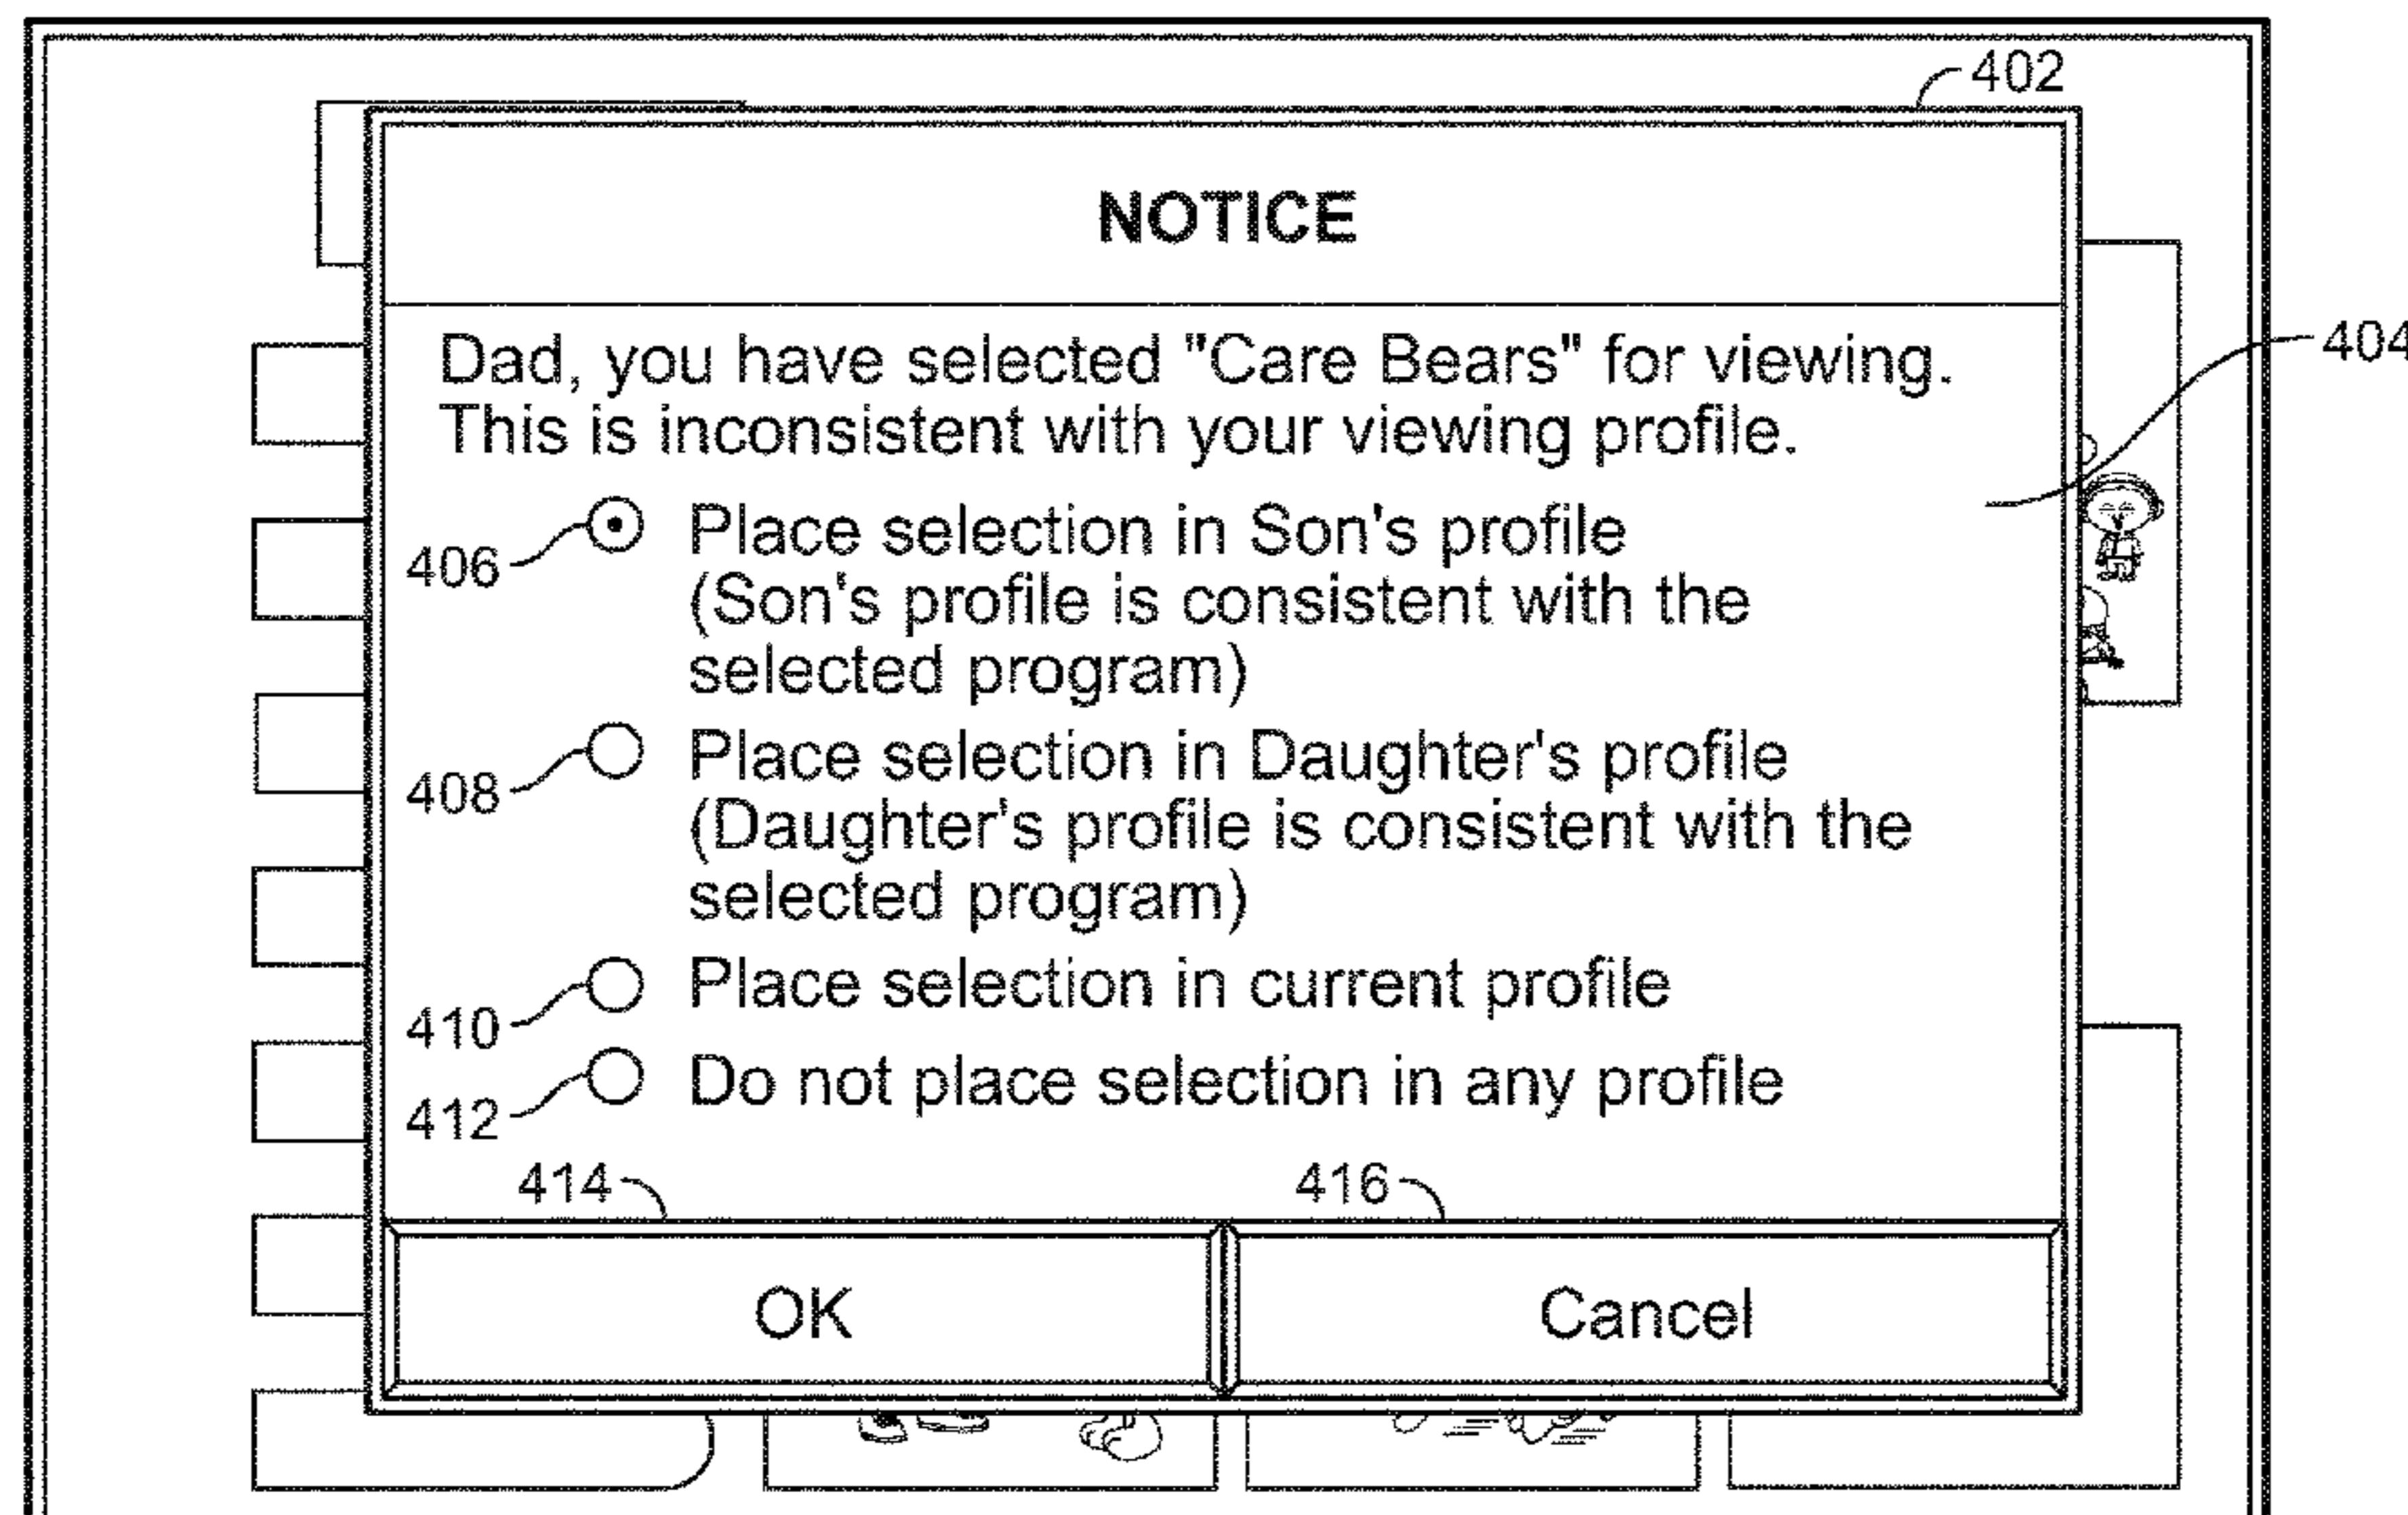 402
NOTICE
Dad, you have selected "Care Bears" for viewing.
This is inconsistent with your viewing profile.
404
406
Place selection in Son's profile
(Son's profile is consistent with the
selected program)
408
Place selection in Daughter's profile
(Daughter's profile is consistent with the
selected program)
410
Place selection in current profile
412
Do not place selection in any profile
414
416
OK
Cancel